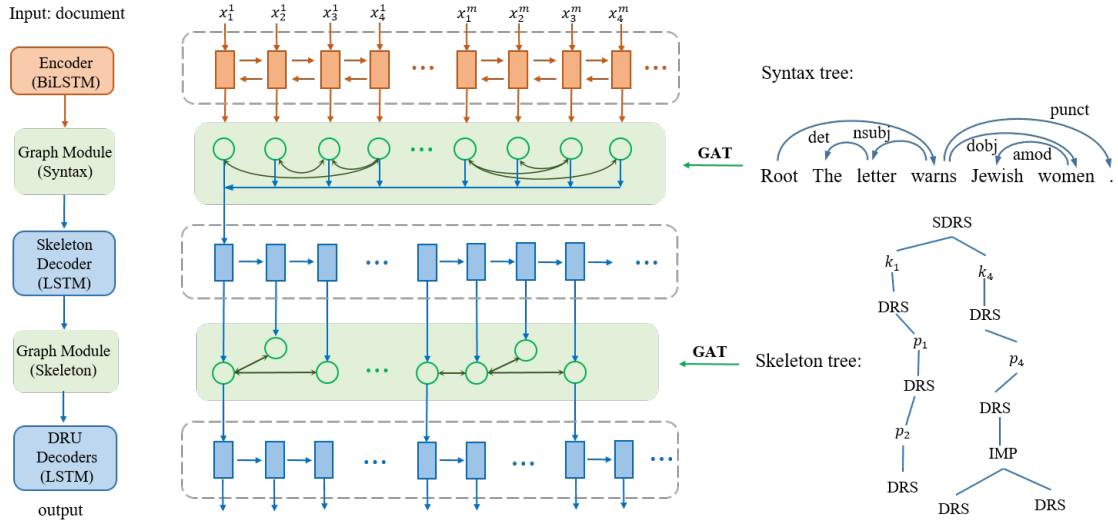 Input: document
Encoder
(BiLSTM)
Graph Module
(Syntax)
Skeleton
Decoder
(LSTM)
Graph Module
(Skeleton)
DRU
Decoders
(LSTM)
output
x_1^1 x_2^1 x_3^1 x_4^1 x_1^m x_2^m x_3^m x_4^m
GAT
GAT
Syntax tree:
det nsubj dobj amod punct
Root The letter warns Jewish women .
Skeleton tree:
SDRS
k_1 k_4
DRS DRS
p_1 p_4
DRS DRS
p_2 IMP
DRS DRS DRS